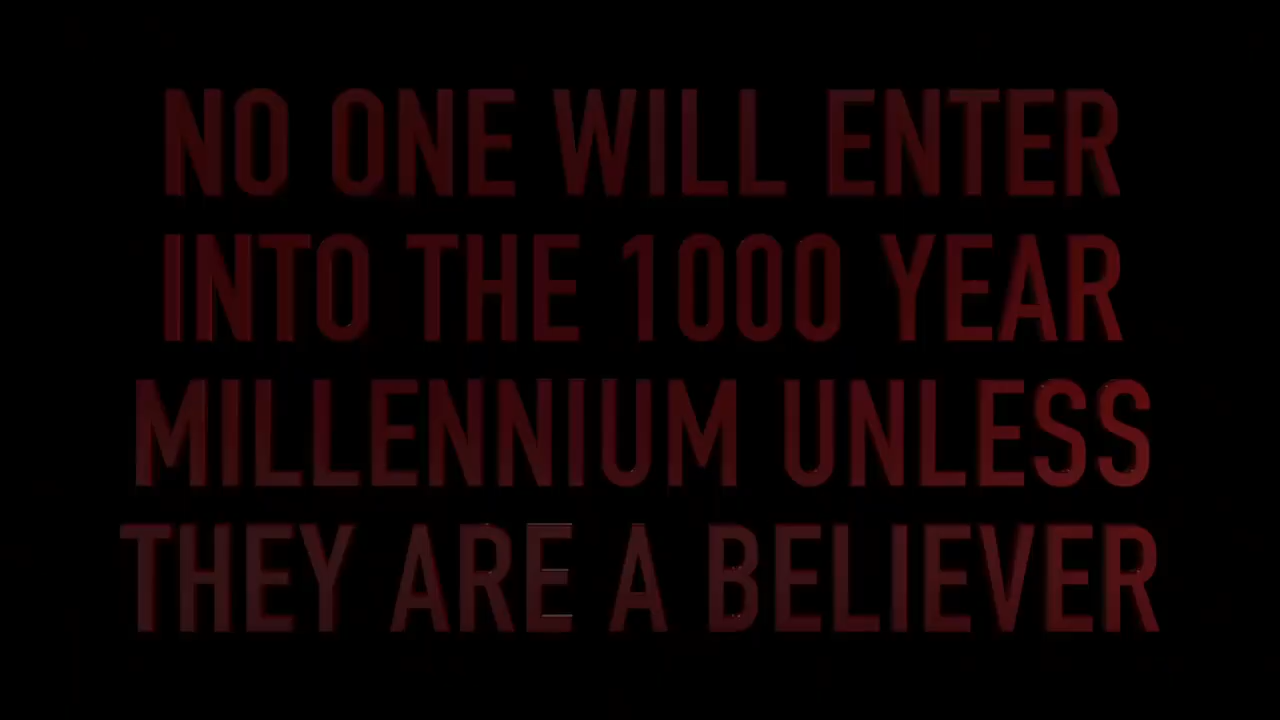 NO ONE WILL ENTER
INTO THE 1000 YEAR
MILLENNIUM UNLESS
THEY ARE A BELIEVER